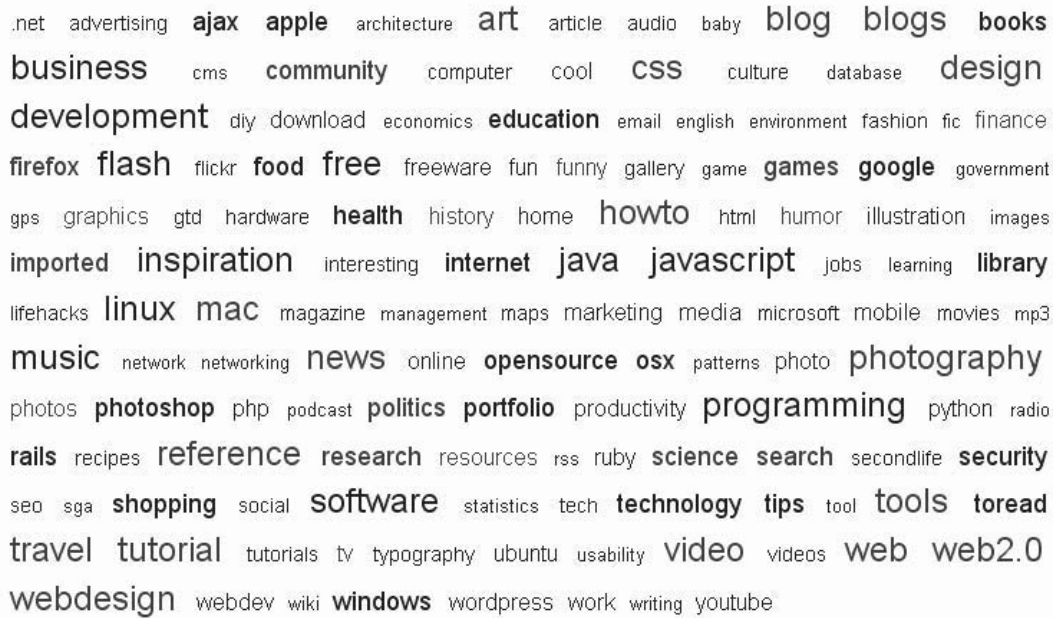 .net advertising ajax apple architecture art article audio baby blog blogs books
business cms community computer cool css culture database design
development diy download economics education email english environment fashion fic finance
firefox flash flickr food free freeware fun funny gallery game games google government
gps graphics gtd hardware health history home howto html humor illustration images
imported inspiration interesting internet java javascript jobs learning library
lifehacks linux mac magazine management maps marketing media microsoft mobile movies mp3
music network networking news online opensource osx patterns photo photography
photos photoshop php podcast politics portfolio productivity programming python radio
rails recipes reference research resources rss ruby science search secondlife security
seo sga shopping social software statistics tech technology tips tool tools toread
travel tutorial tutorials tv typography ubuntu usability video videos web web2.0
webdesign webdev wiki windows wordpress work writing youtube